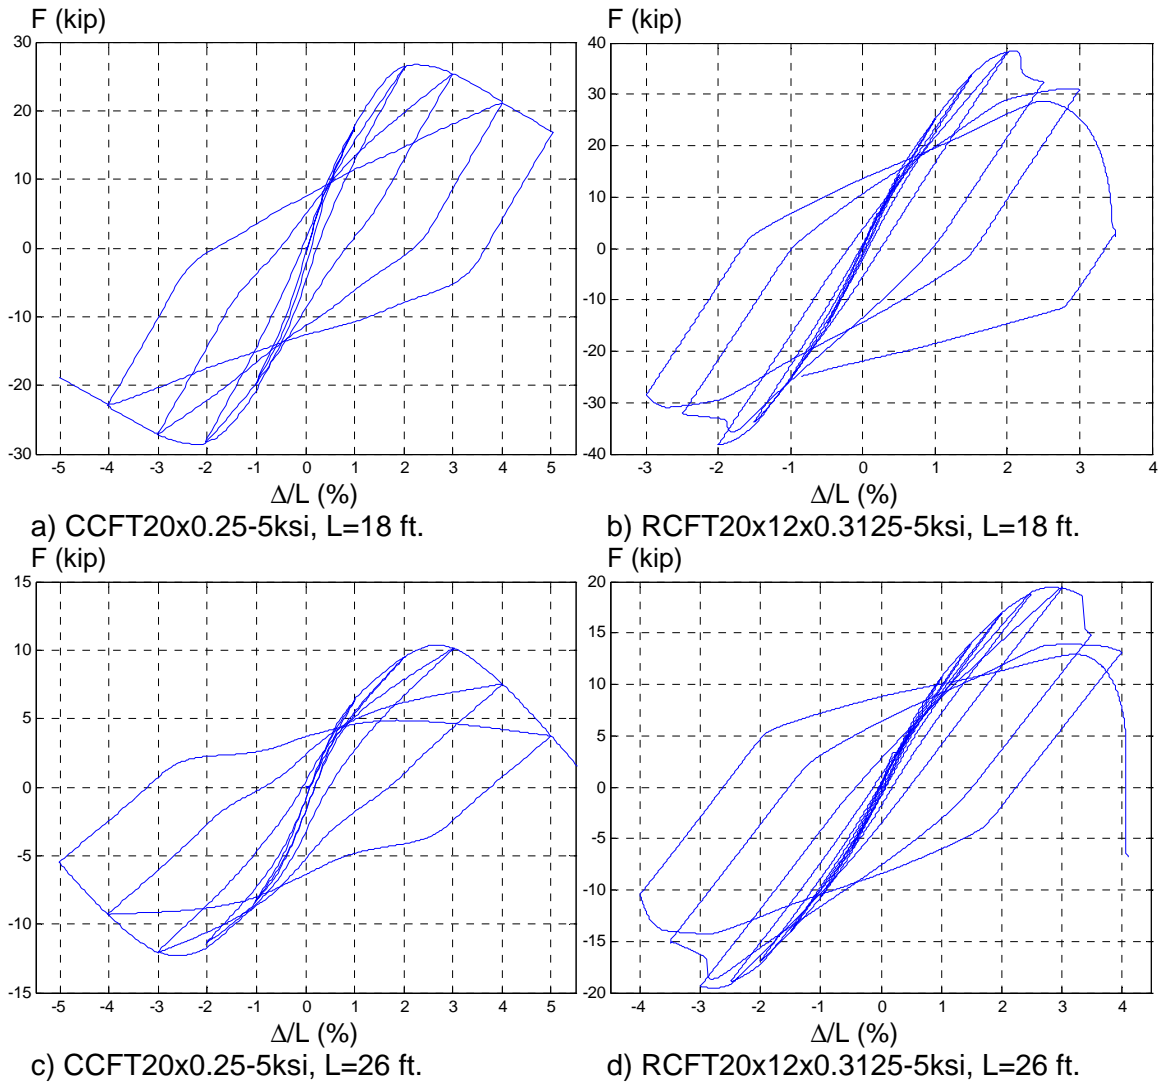 F (kip)
30
20
10
0
-10
-20
-30
-5 -4 -3 -2 -1 0 1 2 3 4 5
Δ/L (%)
a) CCFT20x0.25-5ksi, L=18 ft.
F (kip)
40
30
20
10
0
-10
-20
-30
-40
-3 -2 -1 0 1 2 3 4
Δ/L (%)
b) RCFT20x12x0.3125-5ksi, L=18 ft.
F (kip)
15
10
5
0
-5
-10
-15
-5 -4 -3 -2 -1 0 1 2 3 4 5
Δ/L (%)
c) CCFT20x0.25-5ksi, L=26 ft.
F (kip)
20
15
10
5
0
-5
-10
-15
-20
-4 -3 -2 -1 0 1 2 3 4
Δ/L (%)
d) RCFT20x12x0.3125-5ksi, L=26 ft.